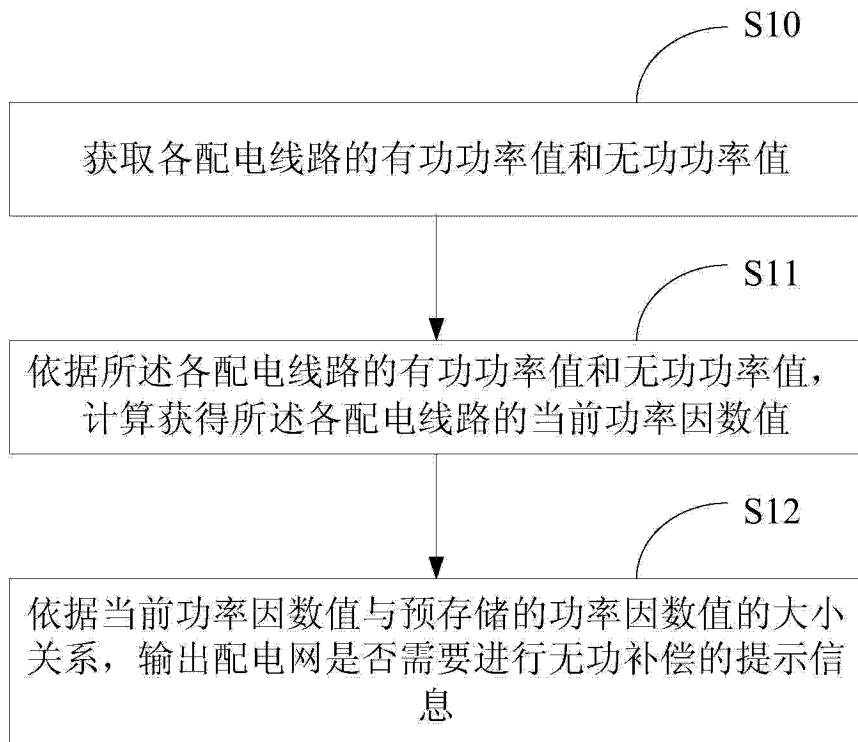 S10
获取各配电线路的有功功率值和无功功率值
S11
依据所述各配电线路的有功功率值和无功功率值，
计算获得所述各配电线路的当前功率因数值
S12
依据当前功率因数值与预存储的功率因数值的大小
关系，输出配电网是否需要进行无功补偿的提示信
息